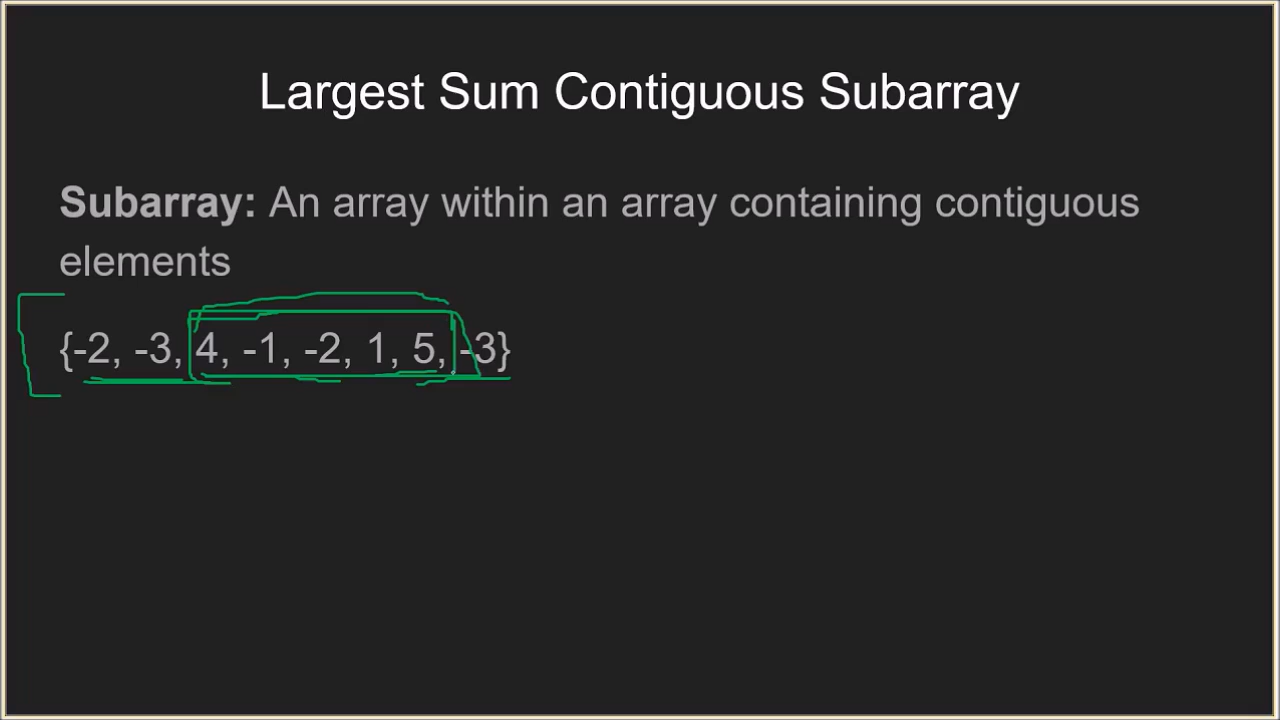 Largest Sum Contiguous Subarray
Subarray: An array within an array containing contiguous
elements
{-2, -3, 4, -1, -2, 1, 5, -3}